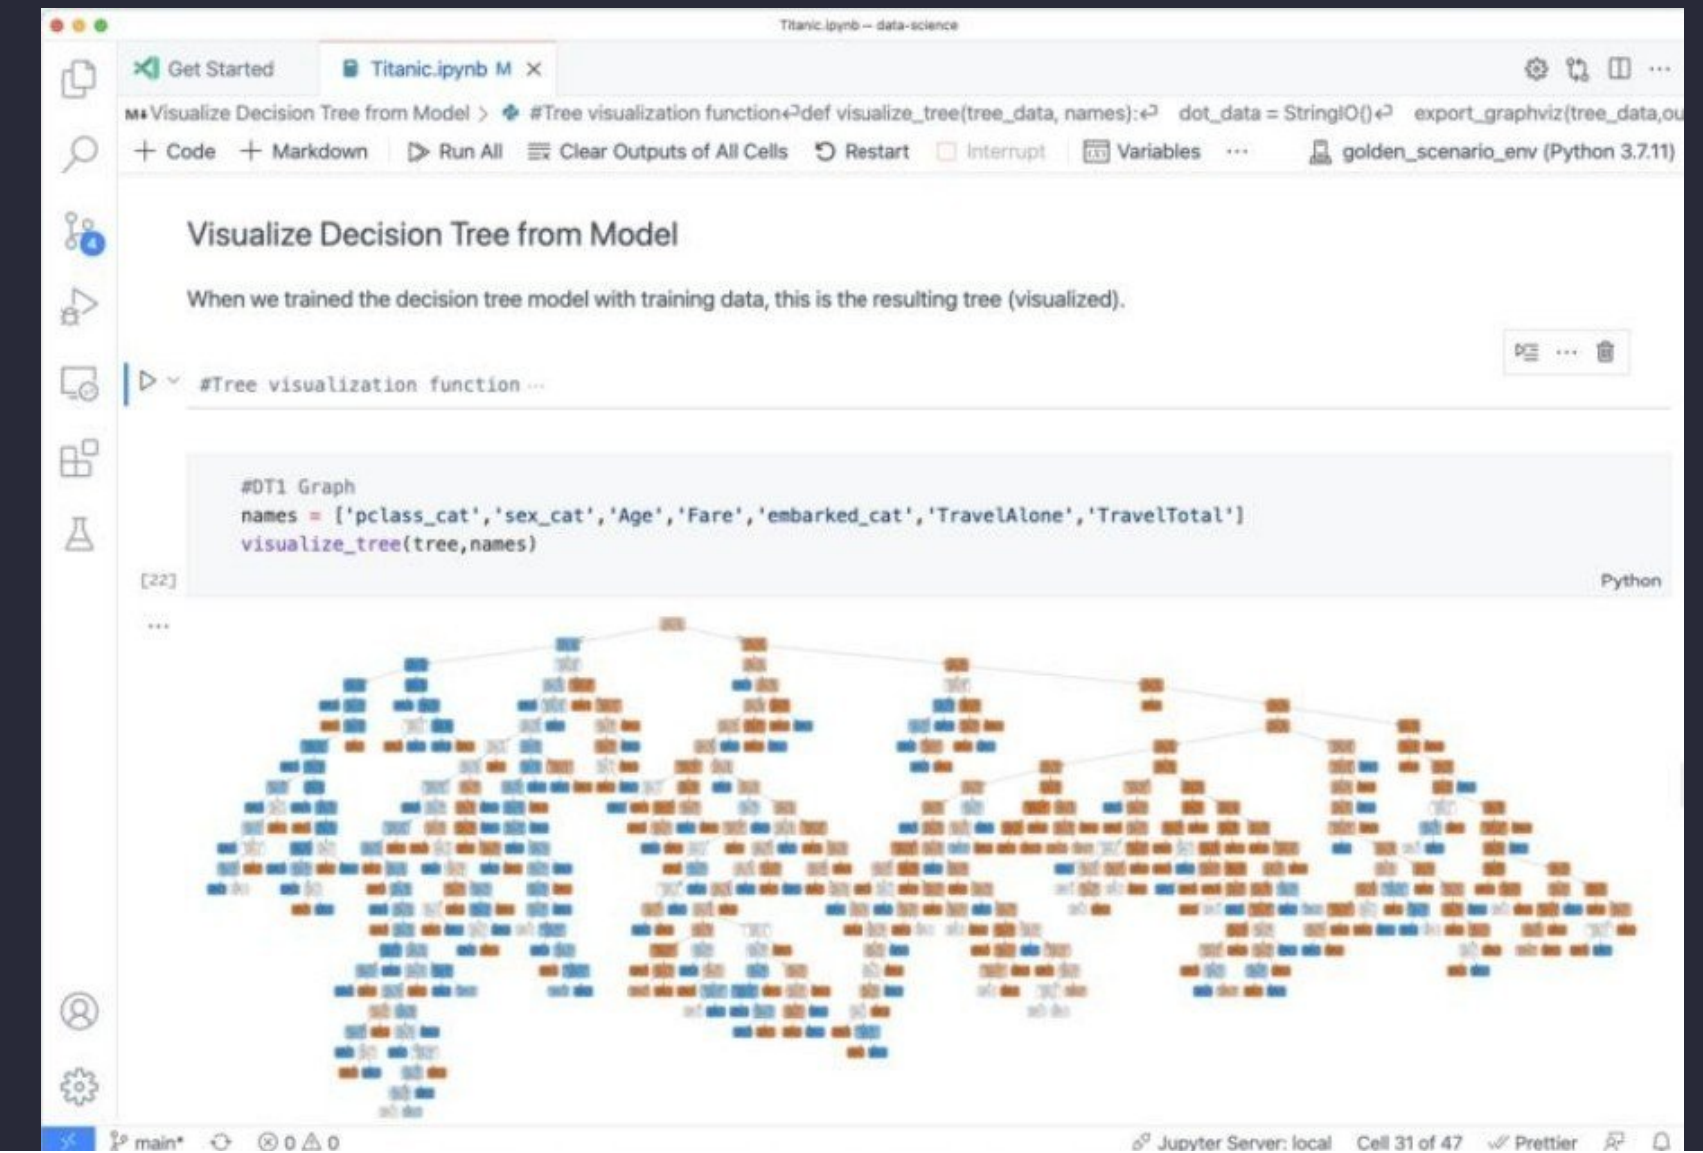 Titanic.ipynb — data-science
Get Started
Titanic.ipynb M
M↓ Visualize Decision Tree from Model > #Tree visualization function↵def visualize_tree(tree_data, names):↵ dot_data = StringIO()↵ export_graphviz(tree_data,ou
+ Code + Markdown Run All Clear Outputs of All Cells Restart Interrupt Variables ··· golden_scenario_env (Python 3.7.11)
4
Visualize Decision Tree from Model
When we trained the decision tree model with training data, this is the resulting tree (visualized).
#Tree visualization function ···
#DT1 Graph
names = ['pclass_cat','sex_cat','Age','Fare','embarked_cat','TravelAlone','TravelTotal']
visualize_tree(tree,names)
[22]
Python
main* 0 0 Jupyter Server: local Cell 31 of 47 Prettier